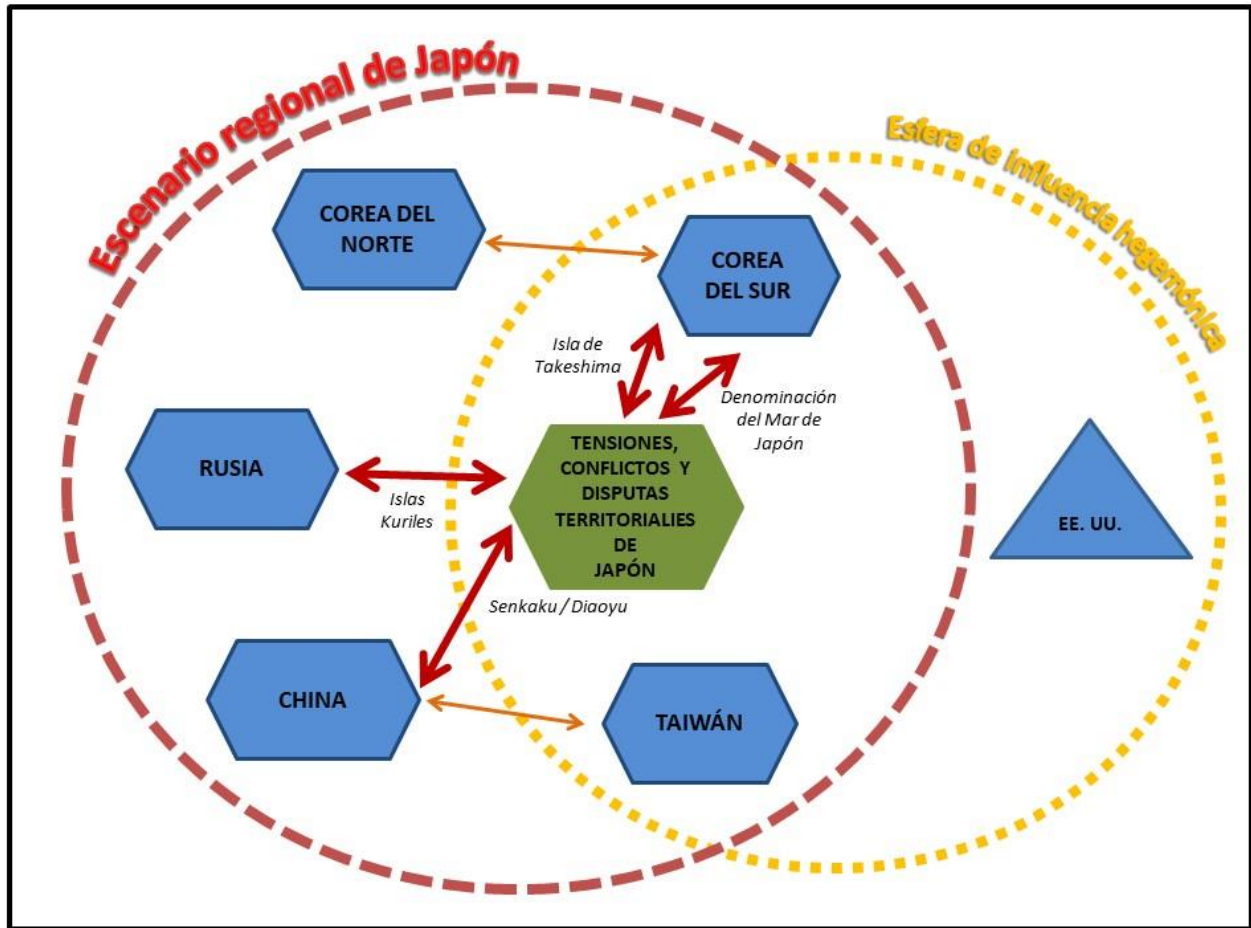 Escenario regional de Japón
Esfera de influencia hegemónica
COREA DEL
NORTE
COREA
DEL SUR
Isla de
Takeshima
Denominación
del Mar de
Japón
RUSIA
Islas
Kuriles
TENSIONES,
CONFLICTOS Y
DISPUTAS
TERRITORIALIES
DE
JAPÓN
EE. UU.
Senkaku / Diaoyu
CHINA
TAIWÁN